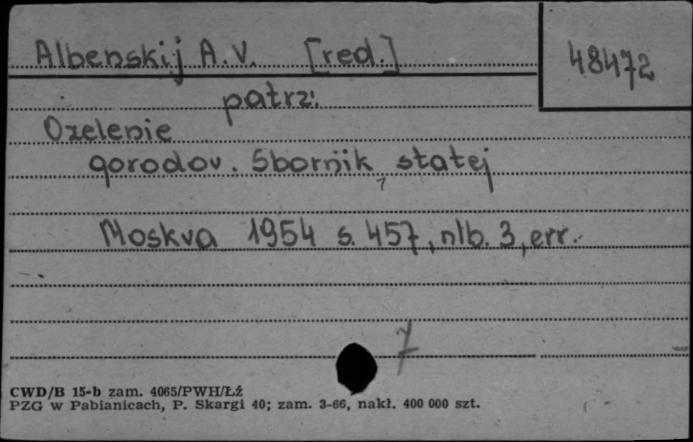 Albenskij A.V. [red.] 48472
patrz:
Ozelenie
gorodov. Sbornik statej
Moskva 1954 s. 457, nlb. 3, err.
7
CWD/B 15-b zam. 4065/PWH/Łź
PZG w Pabianicach, P. Skargi 40; zam. 3-66, nakł. 400 000 szt.